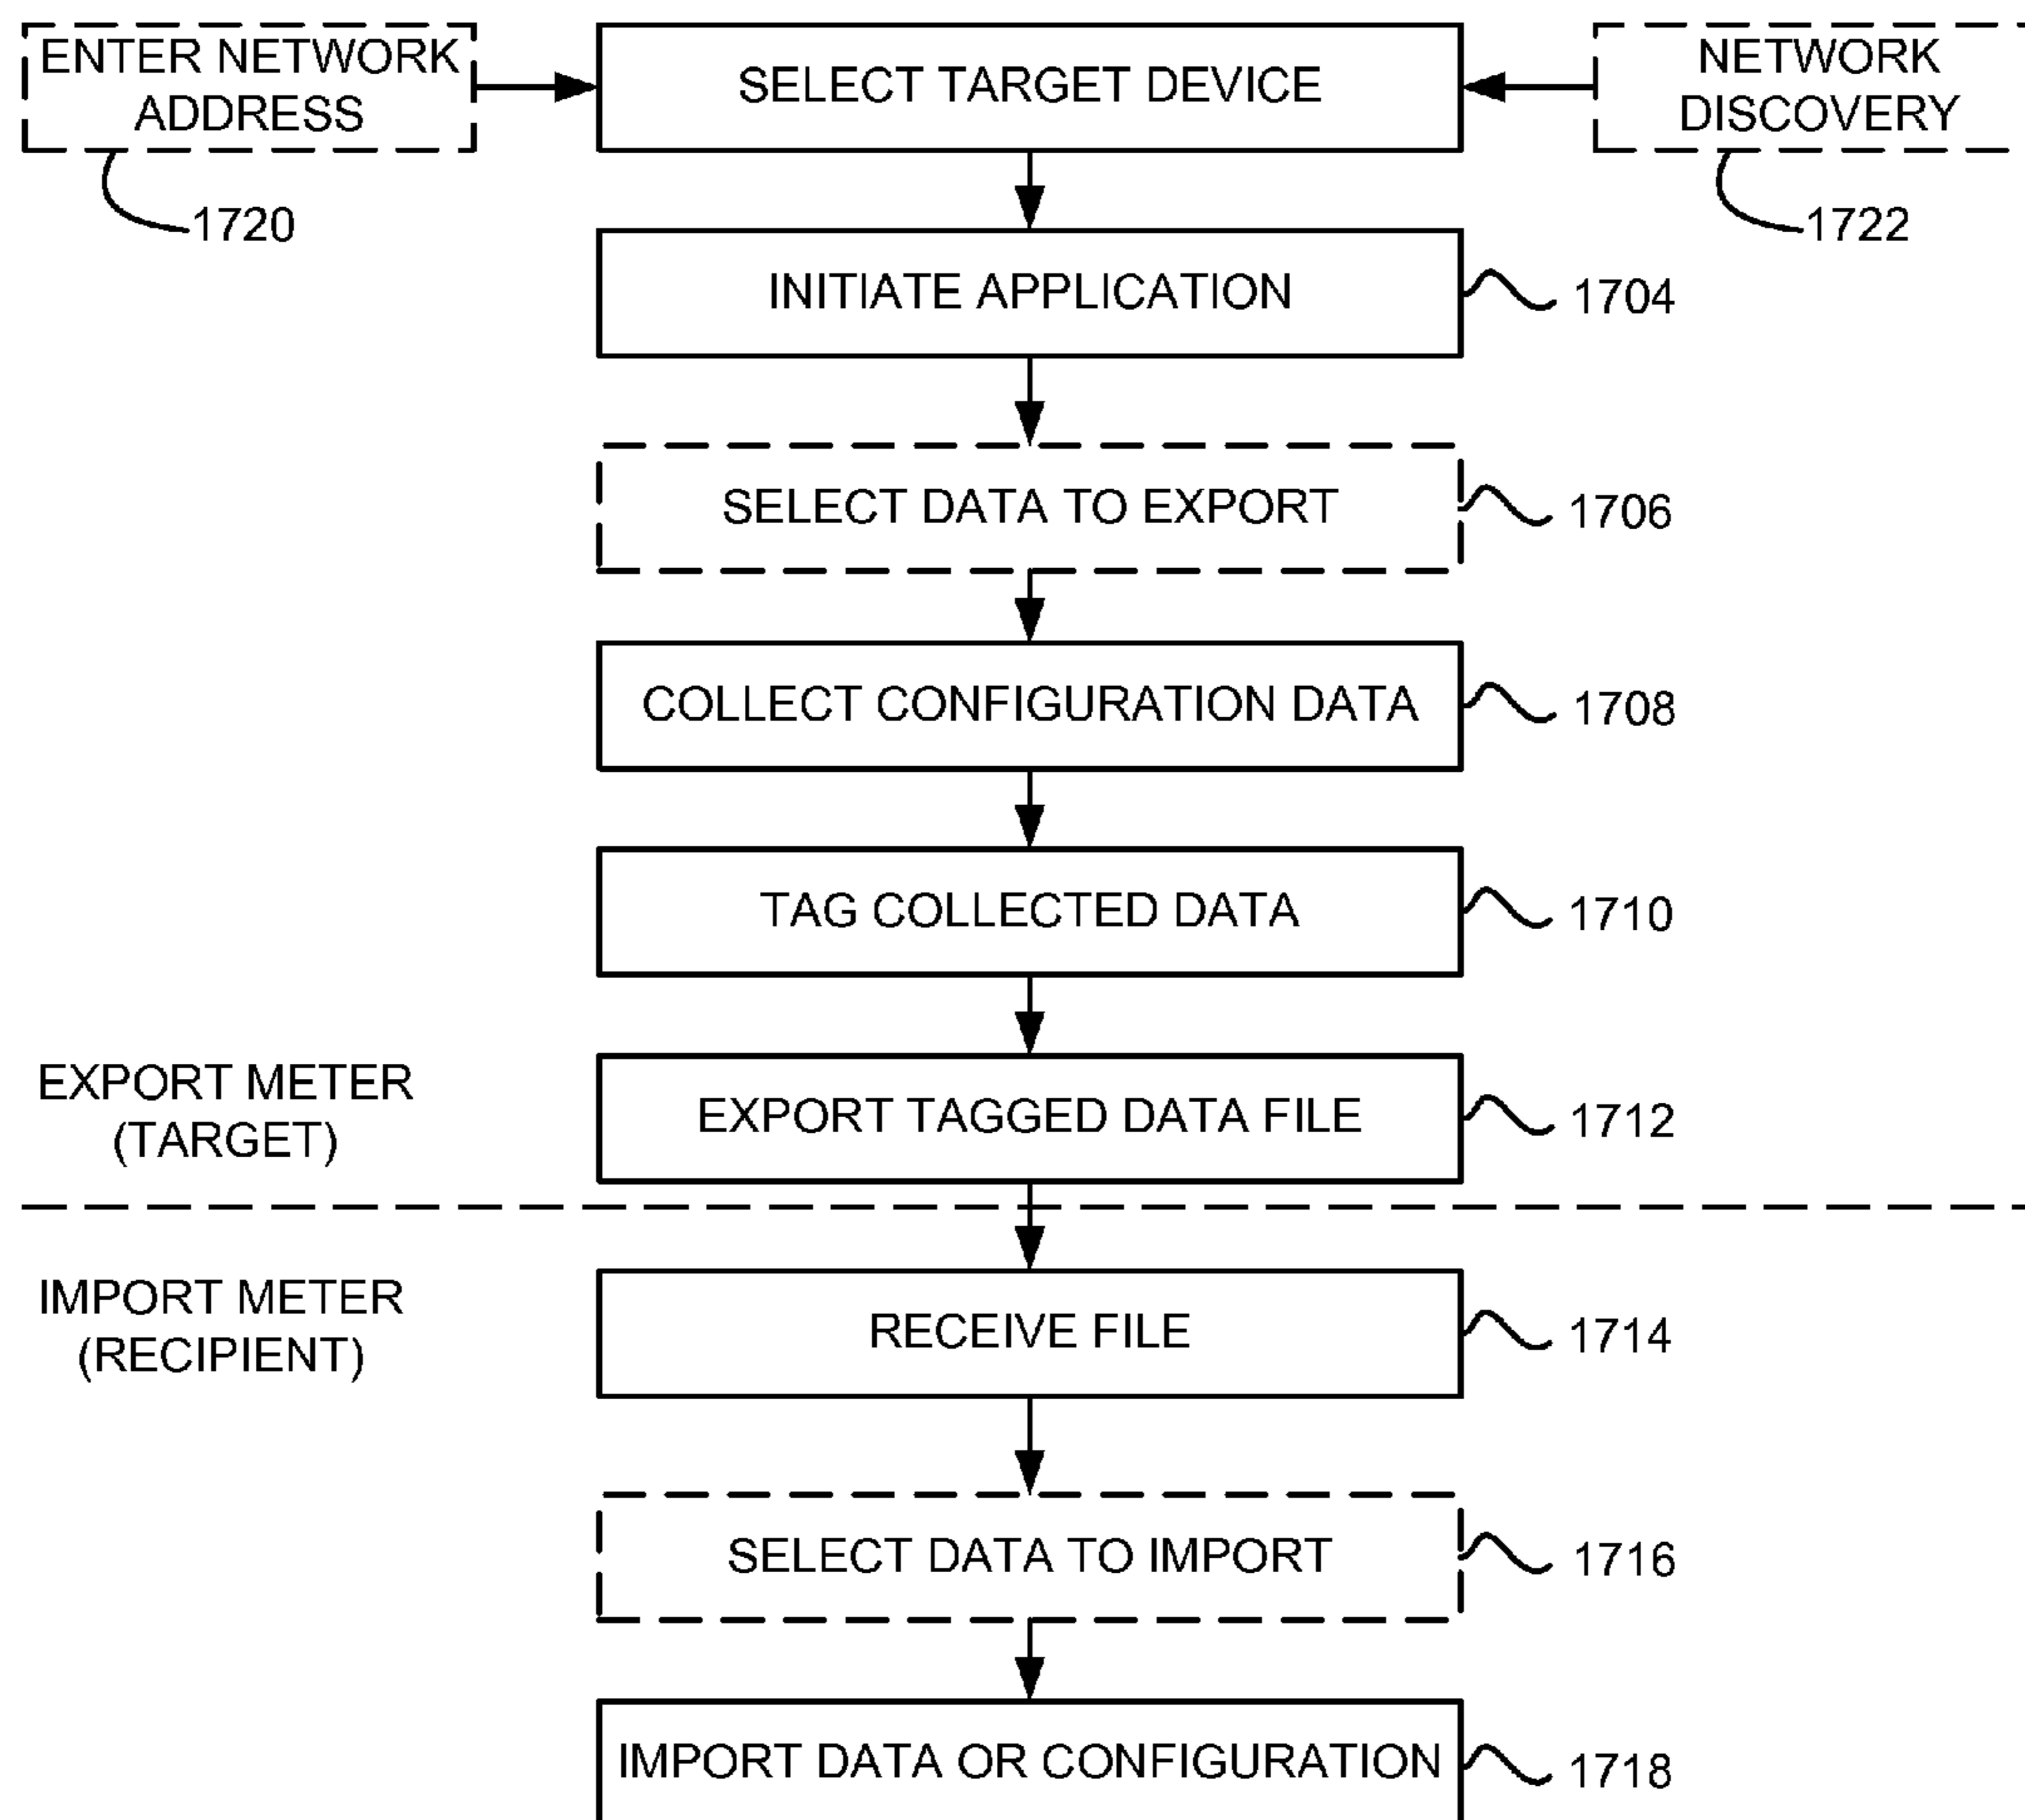 ENTER NETWORK
ADDRESS
1720
SELECT TARGET DEVICE
NETWORK
DISCOVERY
1722
INITIATE APPLICATION
1704
SELECT DATA TO EXPORT
1706
COLLECT CONFIGURATION DATA
1708
TAG COLLECTED DATA
1710
EXPORT METER
(TARGET)
EXPORT TAGGED DATA FILE
1712
IMPORT METER
(RECIPIENT)
RECEIVE FILE
1714
SELECT DATA TO IMPORT
1716
IMPORT DATA OR CONFIGURATION
1718